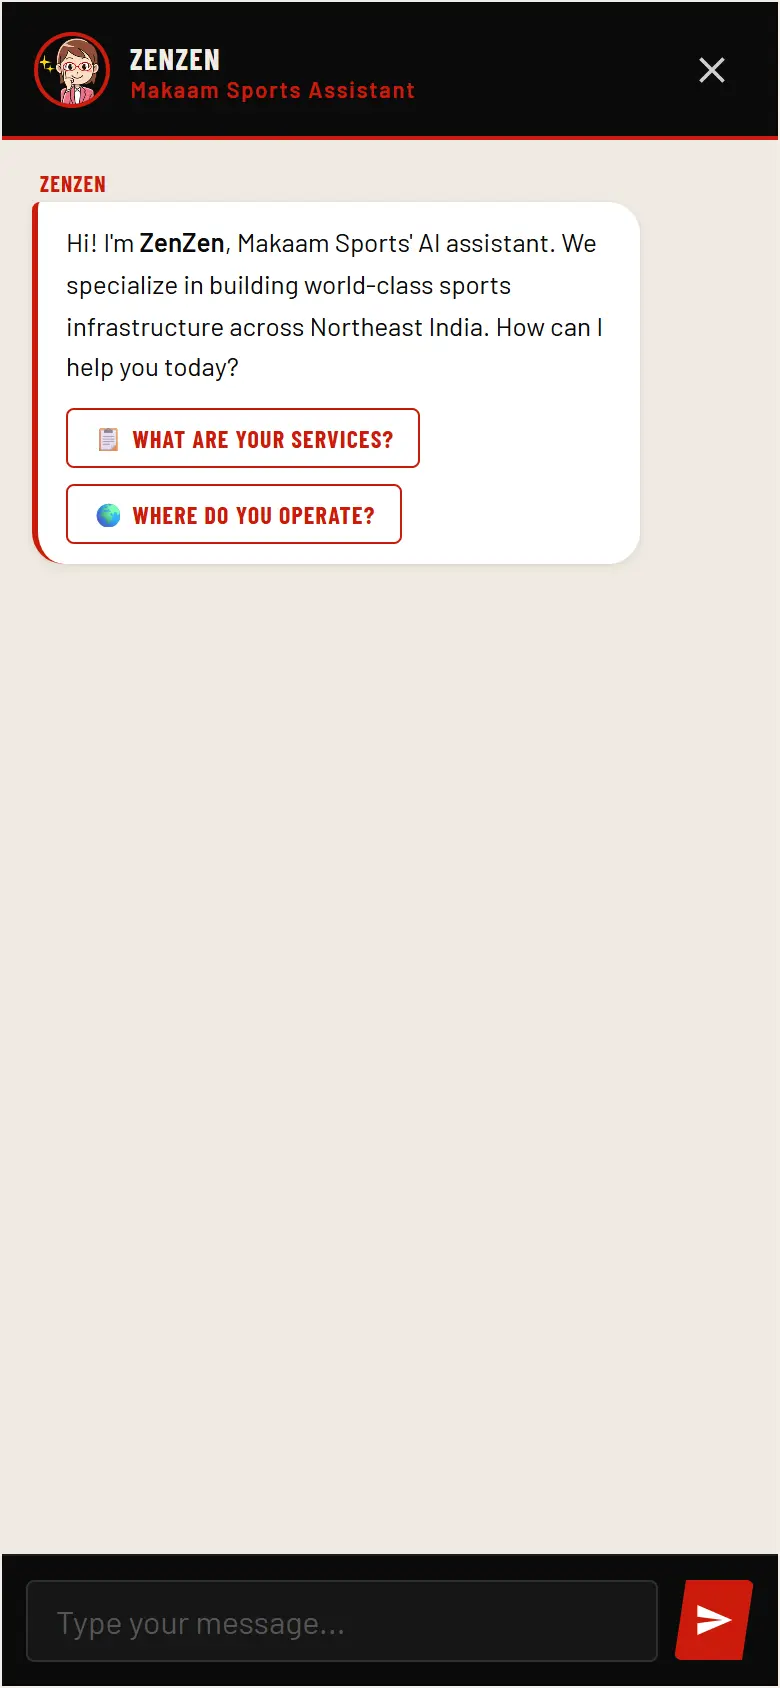 ZENZEN
Makaam Sports Assistant
ZENZEN
Hi! I'm ZenZen, Makaam Sports' AI assistant. We
specialize in building world-class sports
infrastructure across Northeast India. How can I
help you today?
WHAT ARE YOUR SERVICES?
WHERE DO YOU OPERATE?
Type your message...